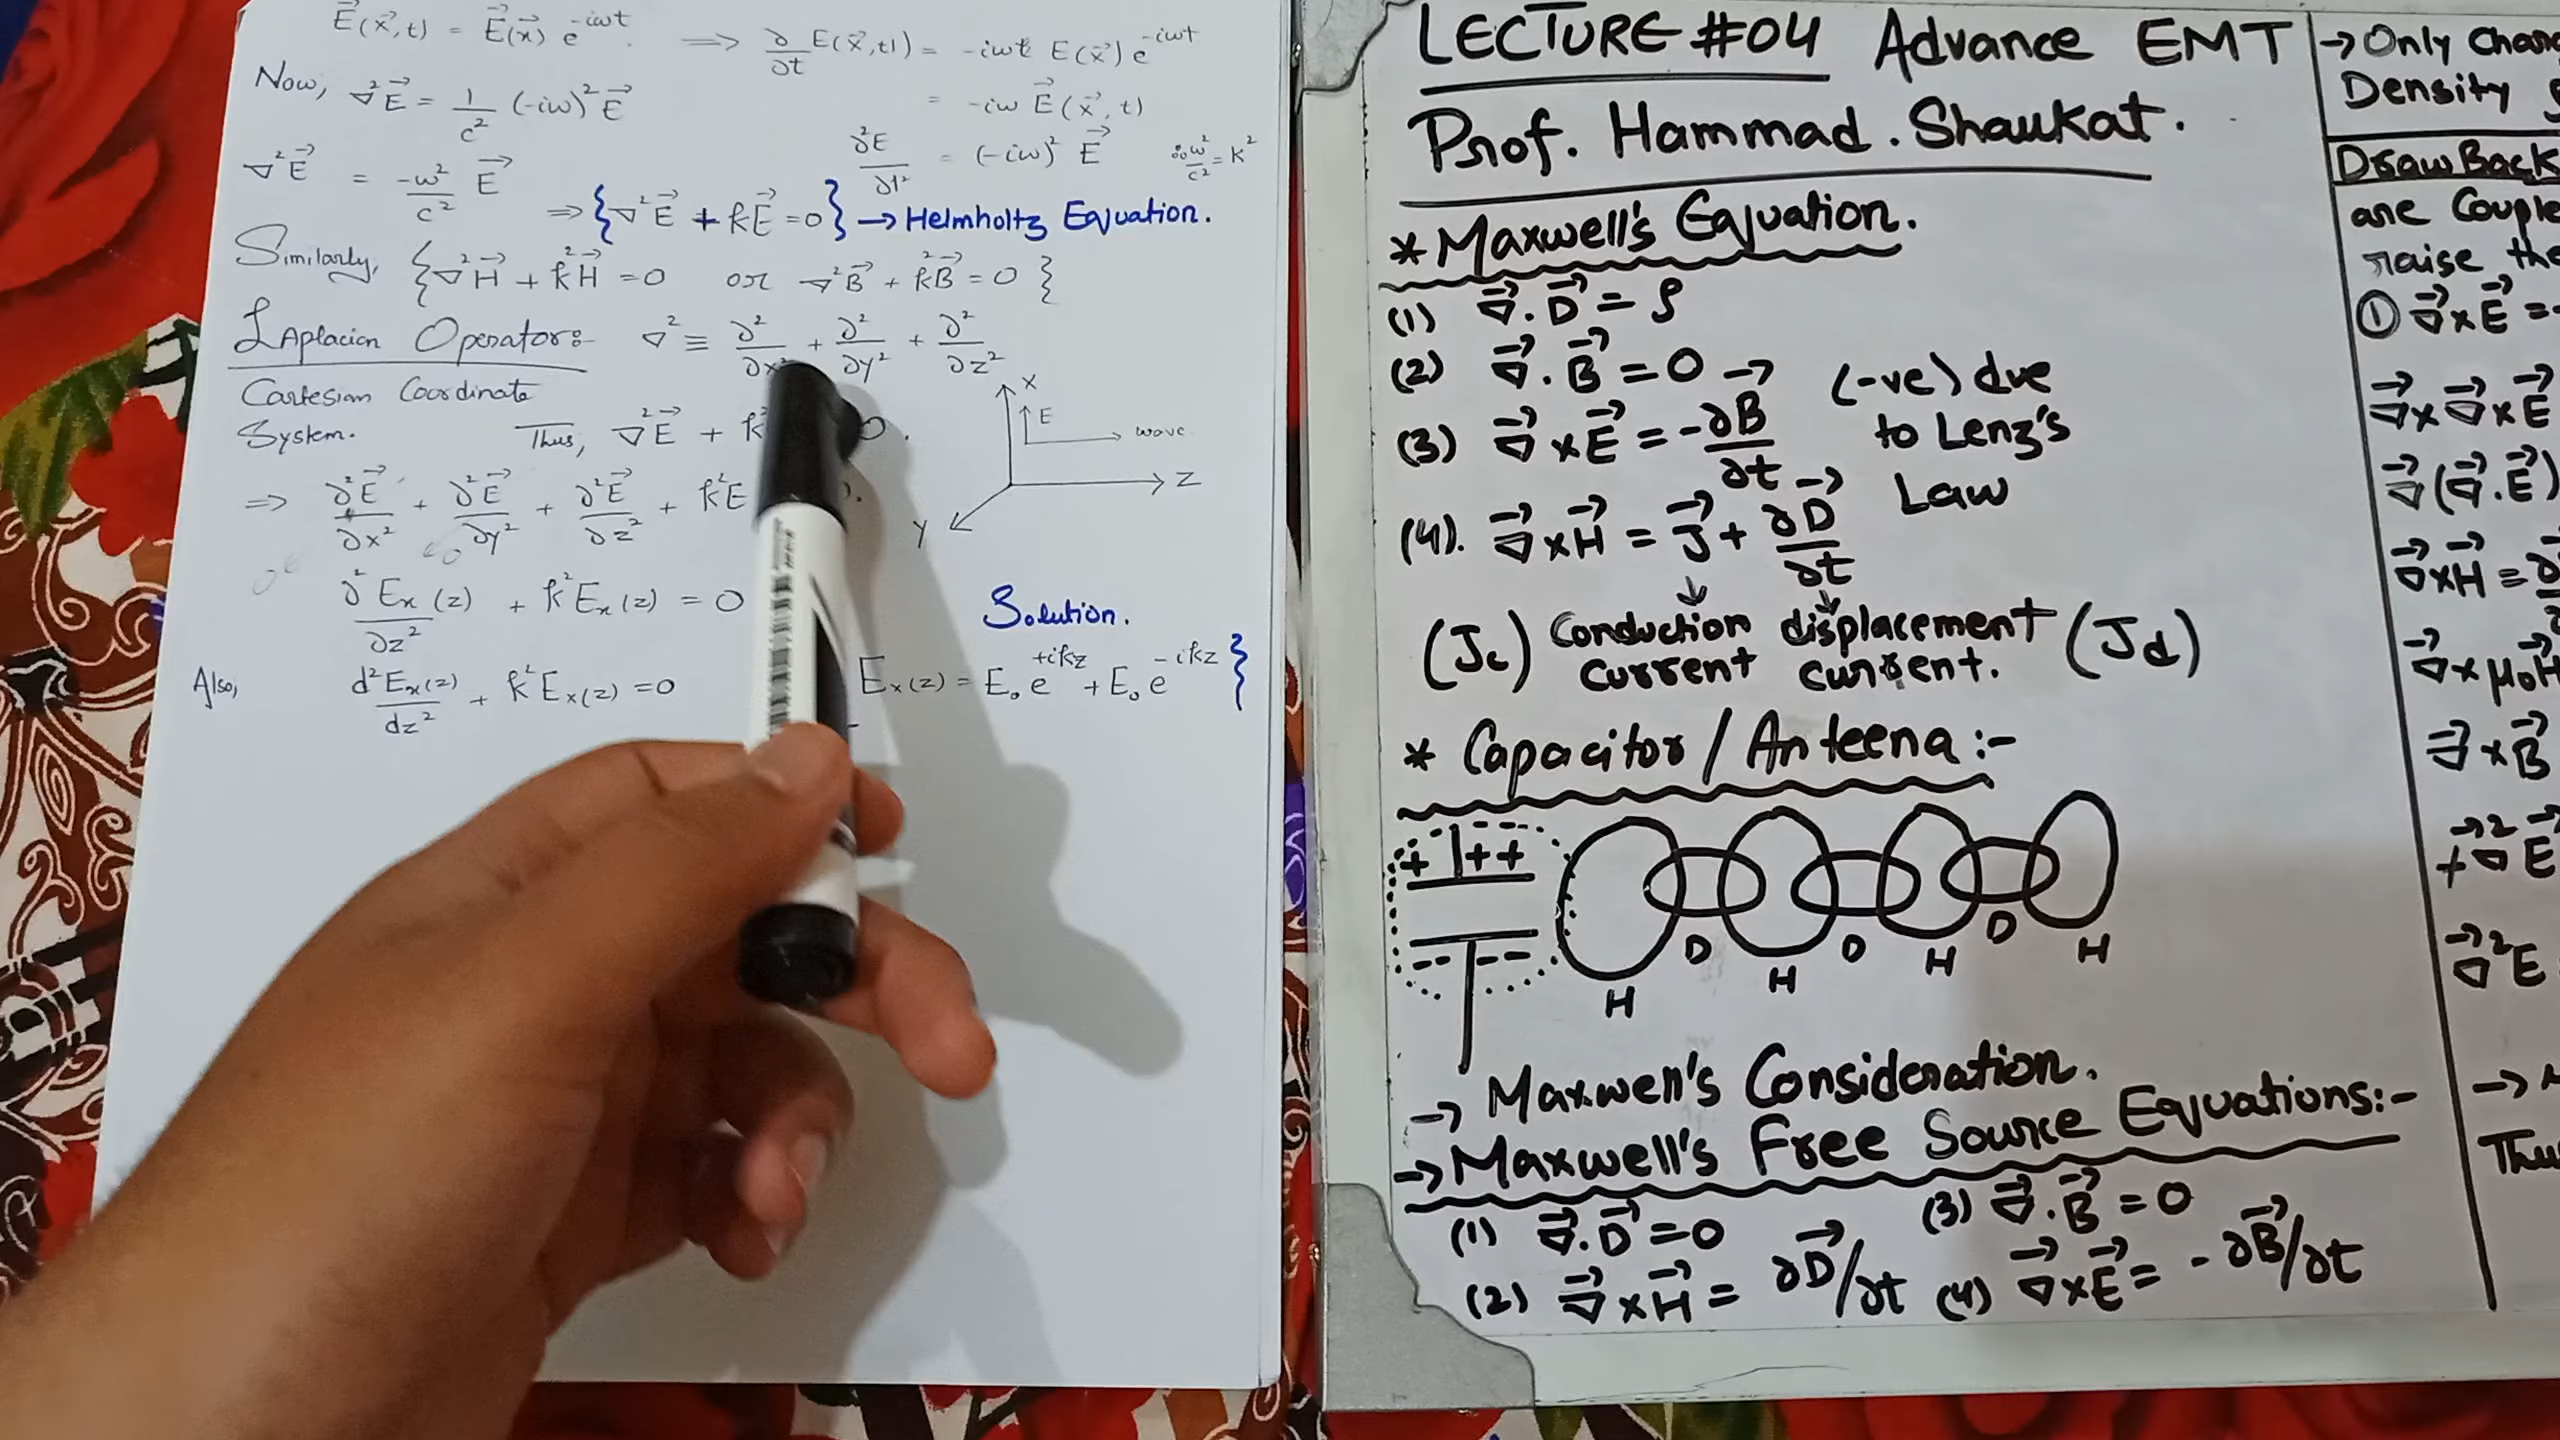 E⃗(x⃗,t) = E⃗(x⃗) e^-iωt. ⟹ ∂/∂t E(x⃗,t) = -iωt E(x⃗) e^-iωt
= -iω E⃗(x⃗, t)
Now, ∇²E⃗ = 1/c² (-iω)² E⃗
∂²E/∂t² = (-iω)² E⃗ ∵ ω²/c² = k²
∇²E⃗ = -ω²/c² E⃗ ⟹ {∇²E⃗ + k²E⃗ = 0} → Helmholtz Equation.
Similarly, {∇²H⃗ + k²H⃗ = 0 or ∇²B⃗ + k²B⃗ = 0}
LAplacian Operator:- ∇² ≡ ∂²/∂x² + ∂²/∂y² + ∂²/∂z²
Cartesian Coordinate
System. Thus, ∇²E⃗ + k² 0.
X
E
wave
Z
Y
⟹ ∂²E⃗/∂x² + ∂²E⃗/∂y² + ∂²E⃗/∂z² + k²E 0.
∂²Ex(z)/∂z² + k²Ex(z) = 0
Solution.
Also, d²Ex(z)/dz² + k²Ex(z) = 0 Ex(z) = E₀ e^+ikz + E₀ e^-ikz}
LECTURE #04 Advance EMT
Prof. Hammad. Shaukat.
* Maxwell's Equation.
(1) ∇⃗.D⃗ = ρ
(2) ∇⃗.B⃗ = 0
(3) ∇⃗×E⃗ = -∂B⃗/∂t
(-ve) due
to Lenz's
Law
(4). ∇⃗×H⃗ = J⃗ + ∂D⃗/∂t
↓ ↓
(Jc) Conduction displacement (Jd)
current current.
* Capacitor / Anteena :-
+ ++
-- --
H D H D H D H
→ Maxwell's Consideration.
→ Maxwell's Free Source Equations:-
(1) ∇⃗.D⃗ = 0 (3) ∇⃗.B⃗ = 0
(2) ∇⃗×H⃗ = ∂D⃗/∂t (4) ∇⃗×E⃗ = -∂B⃗/∂t
→ Only
Density
DrawBack
are
raise the
① ∇⃗×E⃗ = -
∇⃗×∇⃗×E⃗
∇⃗(∇⃗.E⃗)
∇⃗×H⃗ =
∇⃗×μ₀H
∇⃗×B⃗
+∇⃗²E⃗
∇⃗²E
→